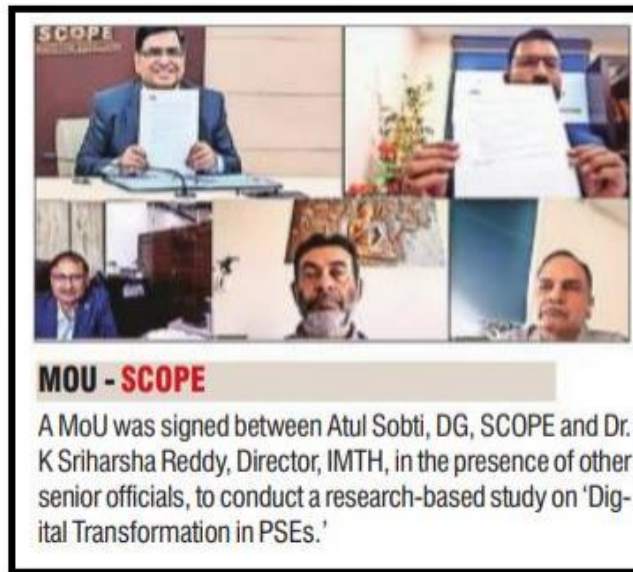 SCOPE
MOU - SCOPE
A MoU was signed between Atul Sobti, DG, SCOPE and Dr.
K Sriharsha Reddy, Director, IMTH, in the presence of other
senior officials, to conduct a research-based study on ‘Dig-
ital Transformation in PSEs.’